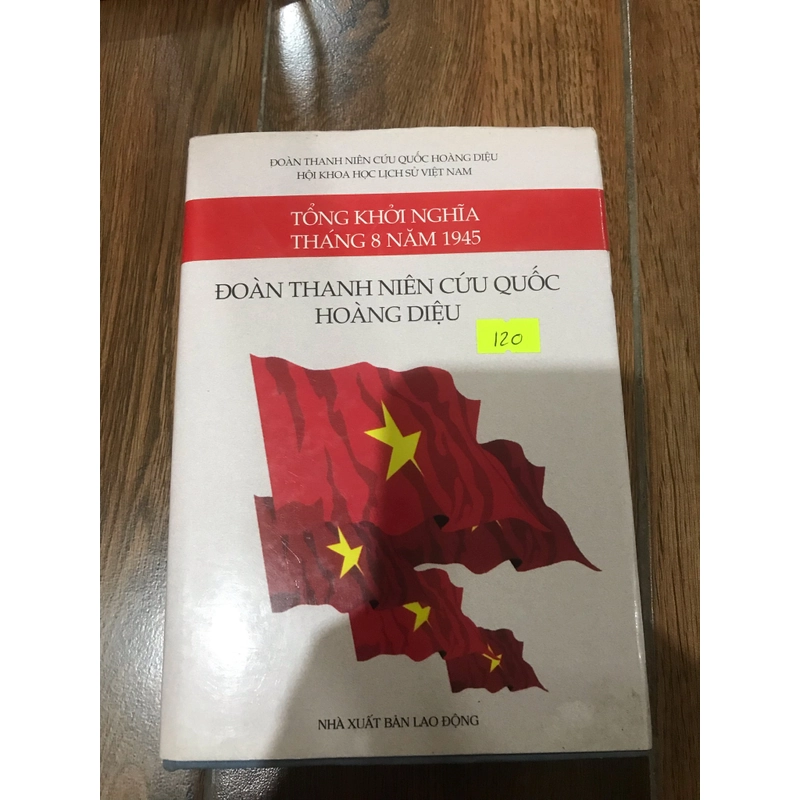 ĐOÀN THANH NIÊN CỨU QUỐC HOÀNG DIỆU
HỘI KHOA HỌC LỊCH SỬ VIỆT NAM
TỔNG KHỞI NGHĨA
THÁNG 8 NĂM 1945
ĐOÀN THANH NIÊN CỨU QUỐC
HOÀNG DIỆU
120
NHÀ XUẤT BẢN LAO ĐỘNG